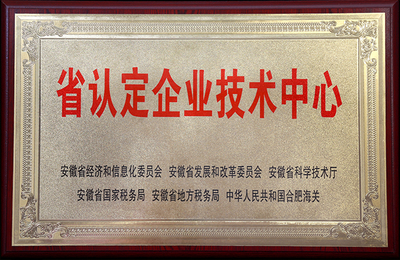 省认定企业技术中心
安徽省经济和信息化委员会 安徽省发展和改革委员会 安徽省科学技术厅
安徽省国家税务局 安徽省地方税务局 中华人民共和国合肥海关